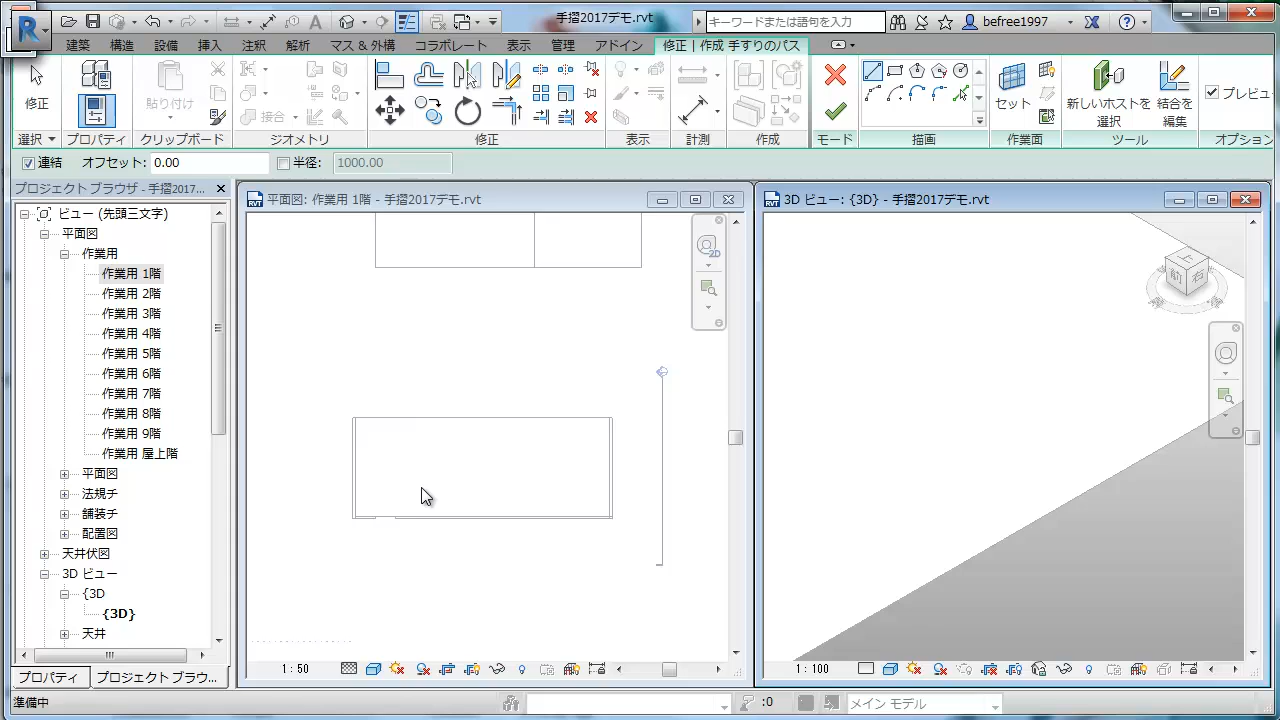 手摺2017デモ.rvt
キーワードまたは語句を入力
befree1997
建築 構造 設備 挿入 注釈 解析 マス & 外構 コラボレート 表示 管理 アドイン 修正 | 作成 手すりのパス
修正
貼り付け
接合
セット
新しいホストを
選択
結合を
編集
プレビュー
選択 プロパティ クリップボード ジオメトリ 修正 表示 計測 作成 モード 描画 作業面 ツール オプション
連結 オフセット: 0.00 半径: 1000.00
プロジェクト ブラウザ - 手摺2017...
平面図: 作業用 1階 - 手摺2017デモ.rvt
3D ビュー: {3D} - 手摺2017デモ.rvt
ビュー (先頭三文字)
平面図
作業用
作業用 1階
作業用 2階
作業用 3階
作業用 4階
作業用 5階
作業用 6階
作業用 7階
作業用 8階
作業用 9階
作業用 屋上階
平面図
法規チ
舗装チ
配置図
天井伏図
3D ビュー
{3D
{3D}
天井
2D
上
前
右
1 : 50
1 : 100
プロパティ
プロジェクト ブラウ...
準備中
:0
メイン モデル